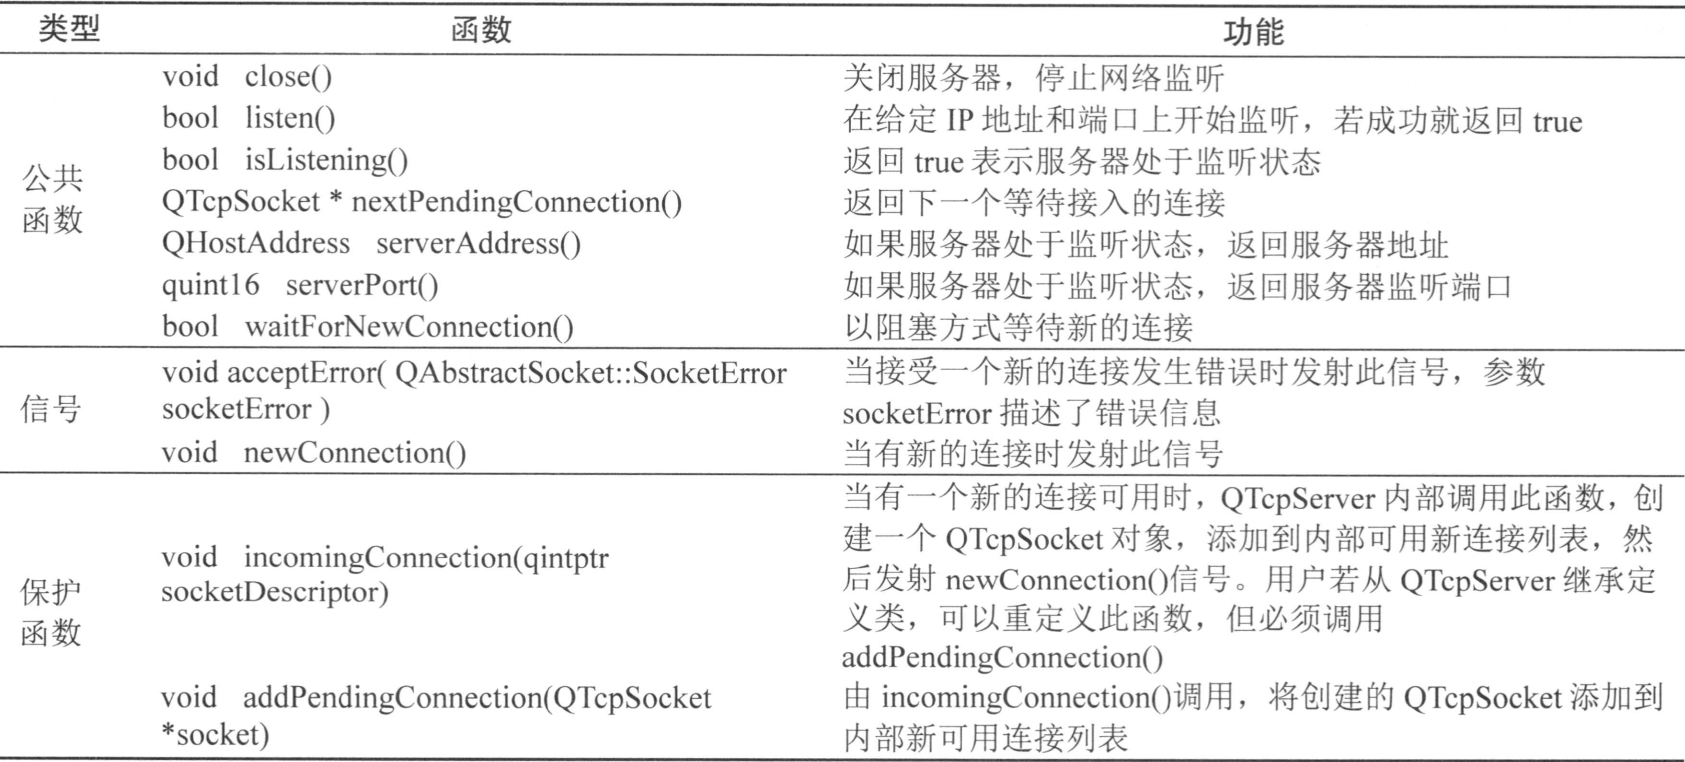 类型 函数 功能
公共函数
void close() 关闭服务器，停止网络监听
bool listen() 在给定 IP 地址和端口上开始监听，若成功就返回 true
bool isListening() 返回 true 表示服务器处于监听状态
QTcpSocket * nextPendingConnection() 返回下一个等待接入的连接
QHostAddress serverAddress() 如果服务器处于监听状态，返回服务器地址
quint16 serverPort() 如果服务器处于监听状态，返回服务器监听端口
bool waitForNewConnection() 以阻塞方式等待新的连接
信号
void acceptError( QAbstractSocket::SocketError
socketError )
当接受一个新的连接发生错误时发射此信号，参数
socketError 描述了错误信息
void newConnection() 当有新的连接时发射此信号
保护
函数
void incomingConnection(qintptr
socketDescriptor)
当有一个新的连接可用时，QTcpServer 内部调用此函数，创
建一个 QTcpSocket 对象，添加到内部可用新连接列表，然
后发射 newConnection()信号。用户若从 QTcpServer 继承定
义类，可以重定义此函数，但必须调用
addPendingConnection()
void addPendingConnection(QTcpSocket
*socket)
由 incomingConnection()调用，将创建的 QTcpSocket 添加到
内部新可用连接列表